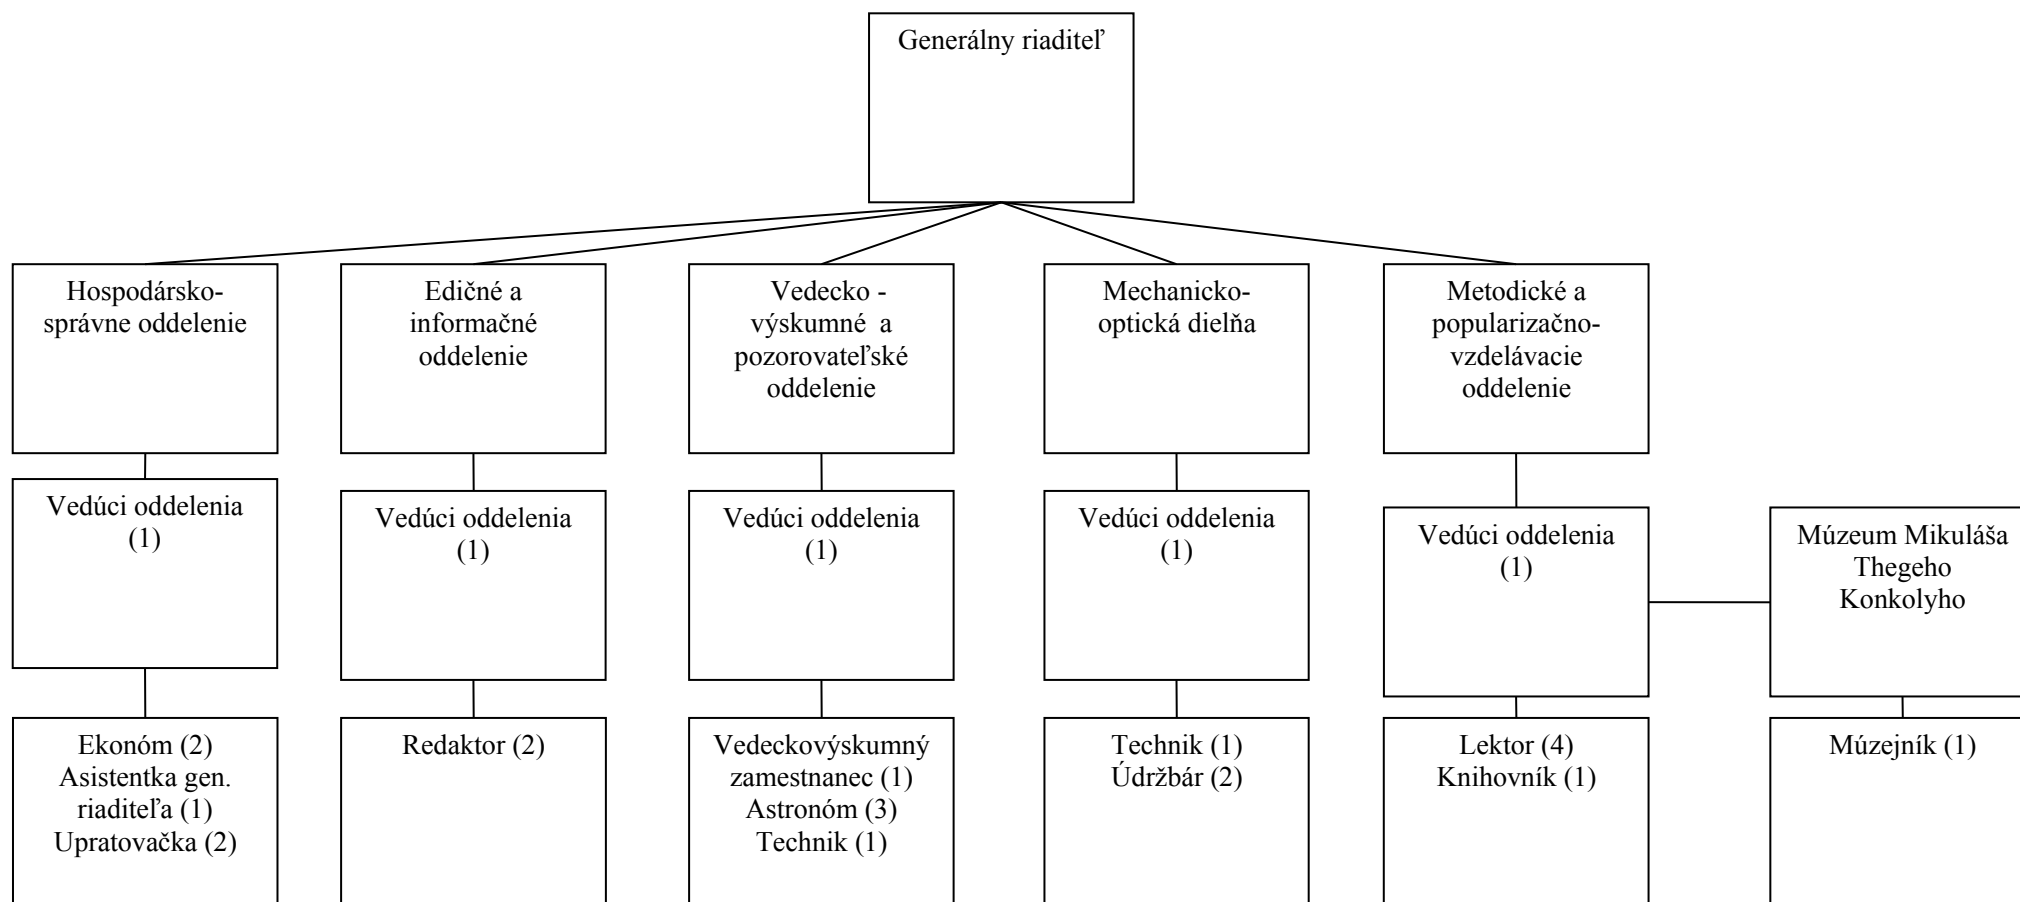 Generálny riaditeľ
Hospodársko-
správne oddelenie
Edičné a
informačné
oddelenie
Vedecko -
výskumné  a
pozorovateľské
oddelenie
Mechanicko-
optická dielňa
Metodické a
popularizačno-
vzdelávacie
oddelenie
Vedúci oddelenia
(1)
Vedúci oddelenia
(1)
Vedúci oddelenia
(1)
Vedúci oddelenia
(1)
Vedúci oddelenia
(1)
Múzeum Mikuláša
Thegeho
Konkolyho
Ekonóm (2)
Asistentka gen.
riaditeľa (1)
Upratovačka (2)
Redaktor (2)
Vedeckovýskumný
zamestnanec (1)
Astronóm (3)
Technik (1)
Technik (1)
Údržbár (2)
Lektor (4)
Knihovník (1)
Múzejník (1)